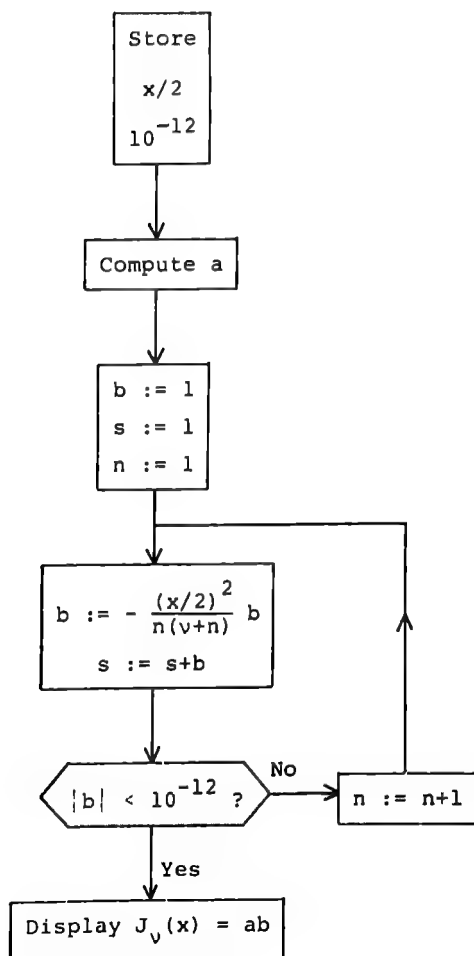 Store
x/2
10⁻¹²
Compute a
b := 1
s := 1
n := 1
b := - (x/2)²/n(ν+n) b
s := s+b
|b| < 10⁻¹² ?
No
n := n+1
Yes
Display J_ν(x) = ab